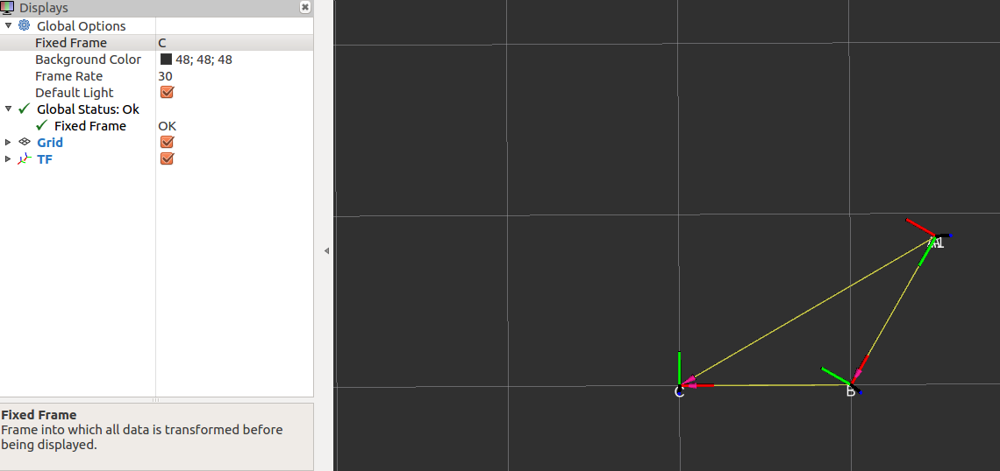 Displays
Global Options
Fixed Frame C
Background Color 48; 48; 48
Frame Rate 30
Default Light
Global Status: Ok
Fixed Frame OK
Grid
TF
Fixed Frame
Frame into which all data is transformed before
being displayed.
C
B